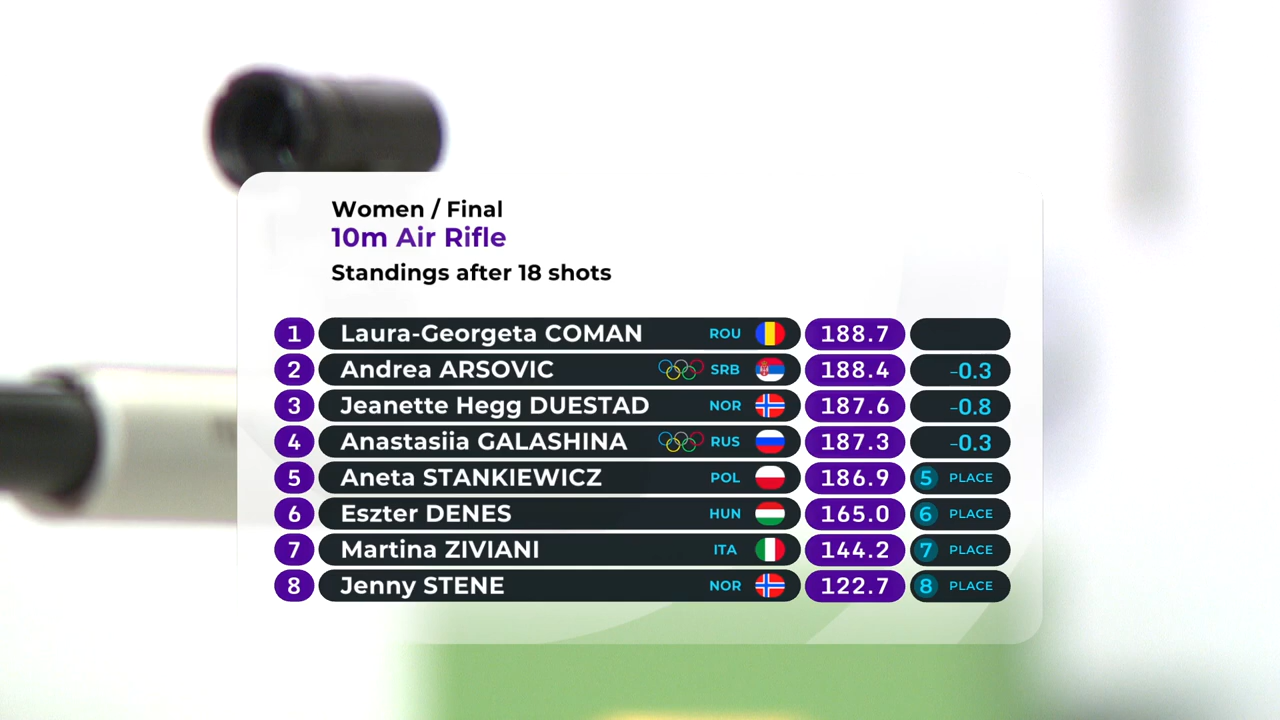 Women / Final
10m Air Rifle
Standings after 18 shots
1 Laura-Georgeta COMAN ROU 188.7
2 Andrea ARSOVIC SRB 188.4 -0.3
3 Jeanette Hegg DUESTAD NOR 187.6 -0.8
4 Anastasiia GALASHINA RUS 187.3 -0.3
5 Aneta STANKIEWICZ POL 186.9 5 PLACE
6 Eszter DENES HUN 165.0 6 PLACE
7 Martina ZIVIANI ITA 144.2 7 PLACE
8 Jenny STENE NOR 122.7 8 PLACE